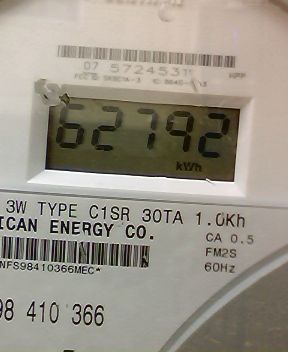 07 5724531
62792
kWh
3W TYPE C1SR 30TA 1.0Kh
ICAN ENERGY CO.
CA 0.5
FM2S
60Hz
NFS98410366MEC*
98 410 366